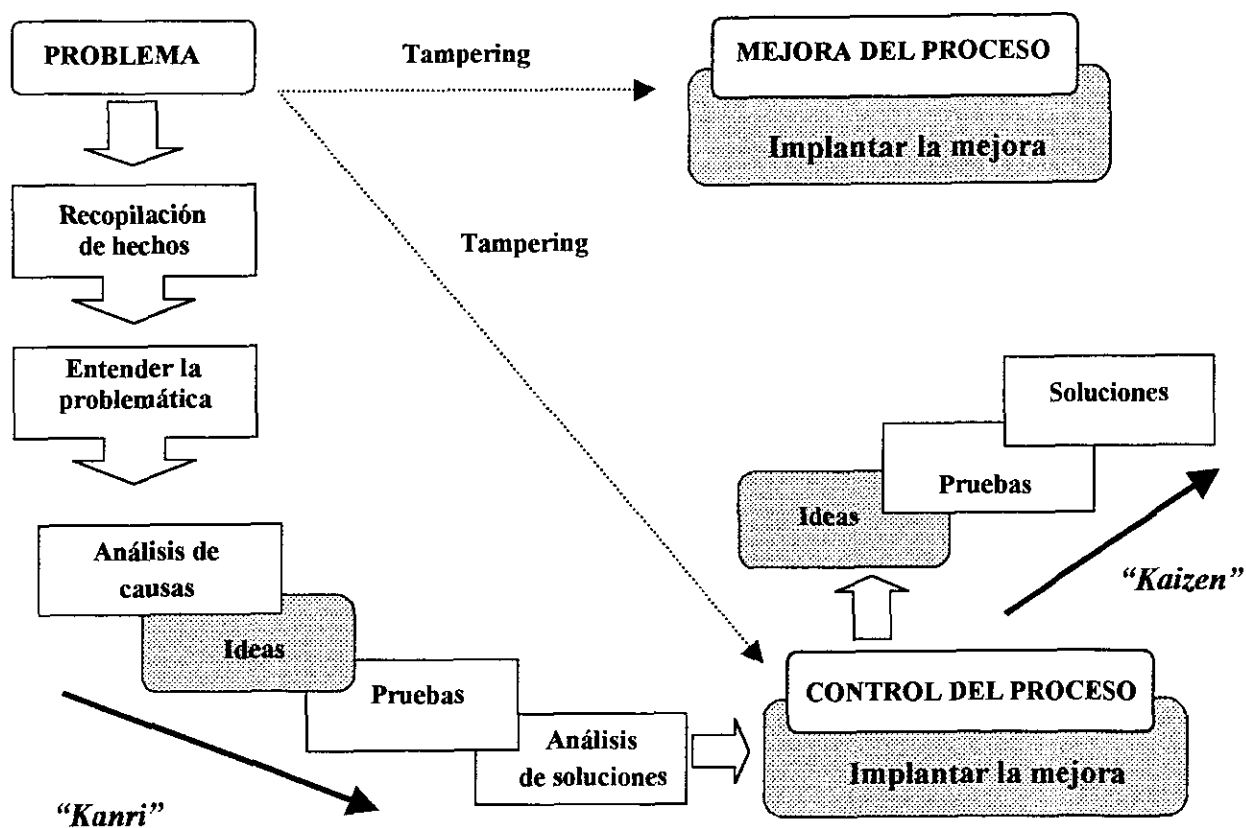 PROBLEMA
Tampering
MEJORA DEL PROCESO
Implantar la mejora
Recopilación
de hechos
Tampering
Entender la
problemática
Soluciones
Pruebas
Ideas
"Kaizen"
Análisis de
causas
Ideas
Pruebas
Análisis
de soluciones
CONTROL DEL PROCESO
Implantar la mejora
"Kanri"